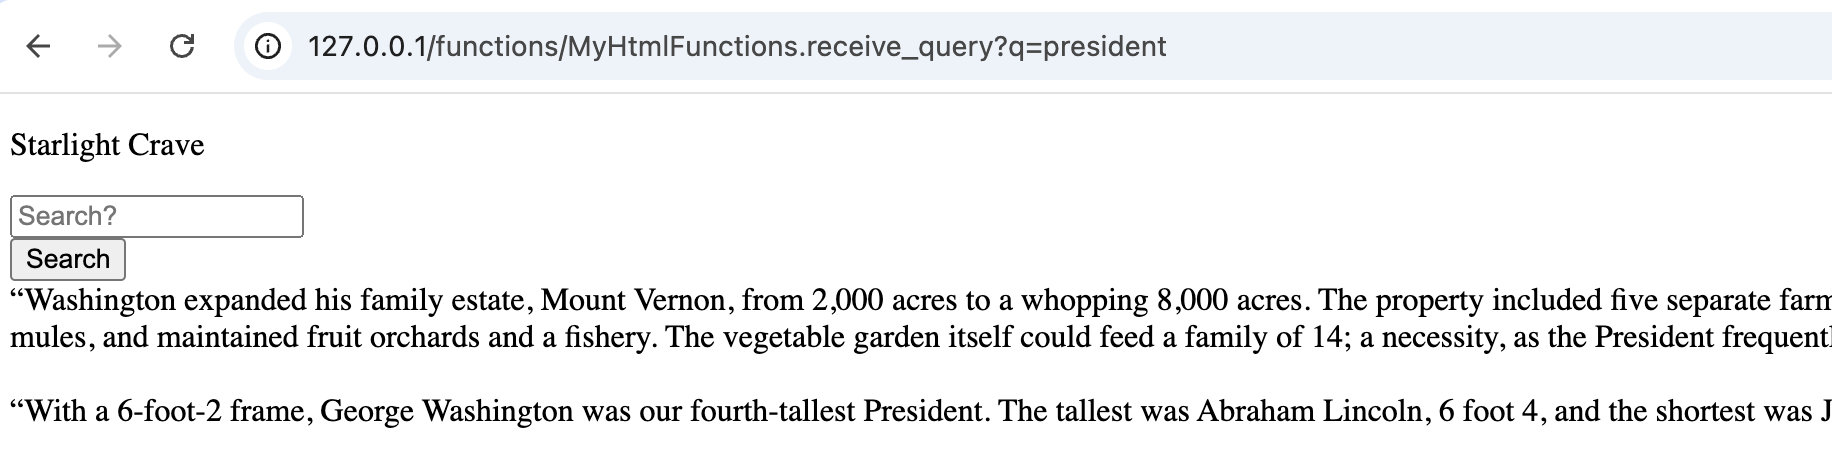 127.0.0.1/functions/MyHtmlFunctions.receive_query?q=president
Starlight Crave
Search?
Search
“Washington expanded his family estate, Mount Vernon, from 2,000 acres to a whopping 8,000 acres. The property included five separate farm
mules, and maintained fruit orchards and a fishery. The vegetable garden itself could feed a family of 14; a necessity, as the President frequentl
“With a 6-foot-2 frame, George Washington was our fourth-tallest President. The tallest was Abraham Lincoln, 6 foot 4, and the shortest was J